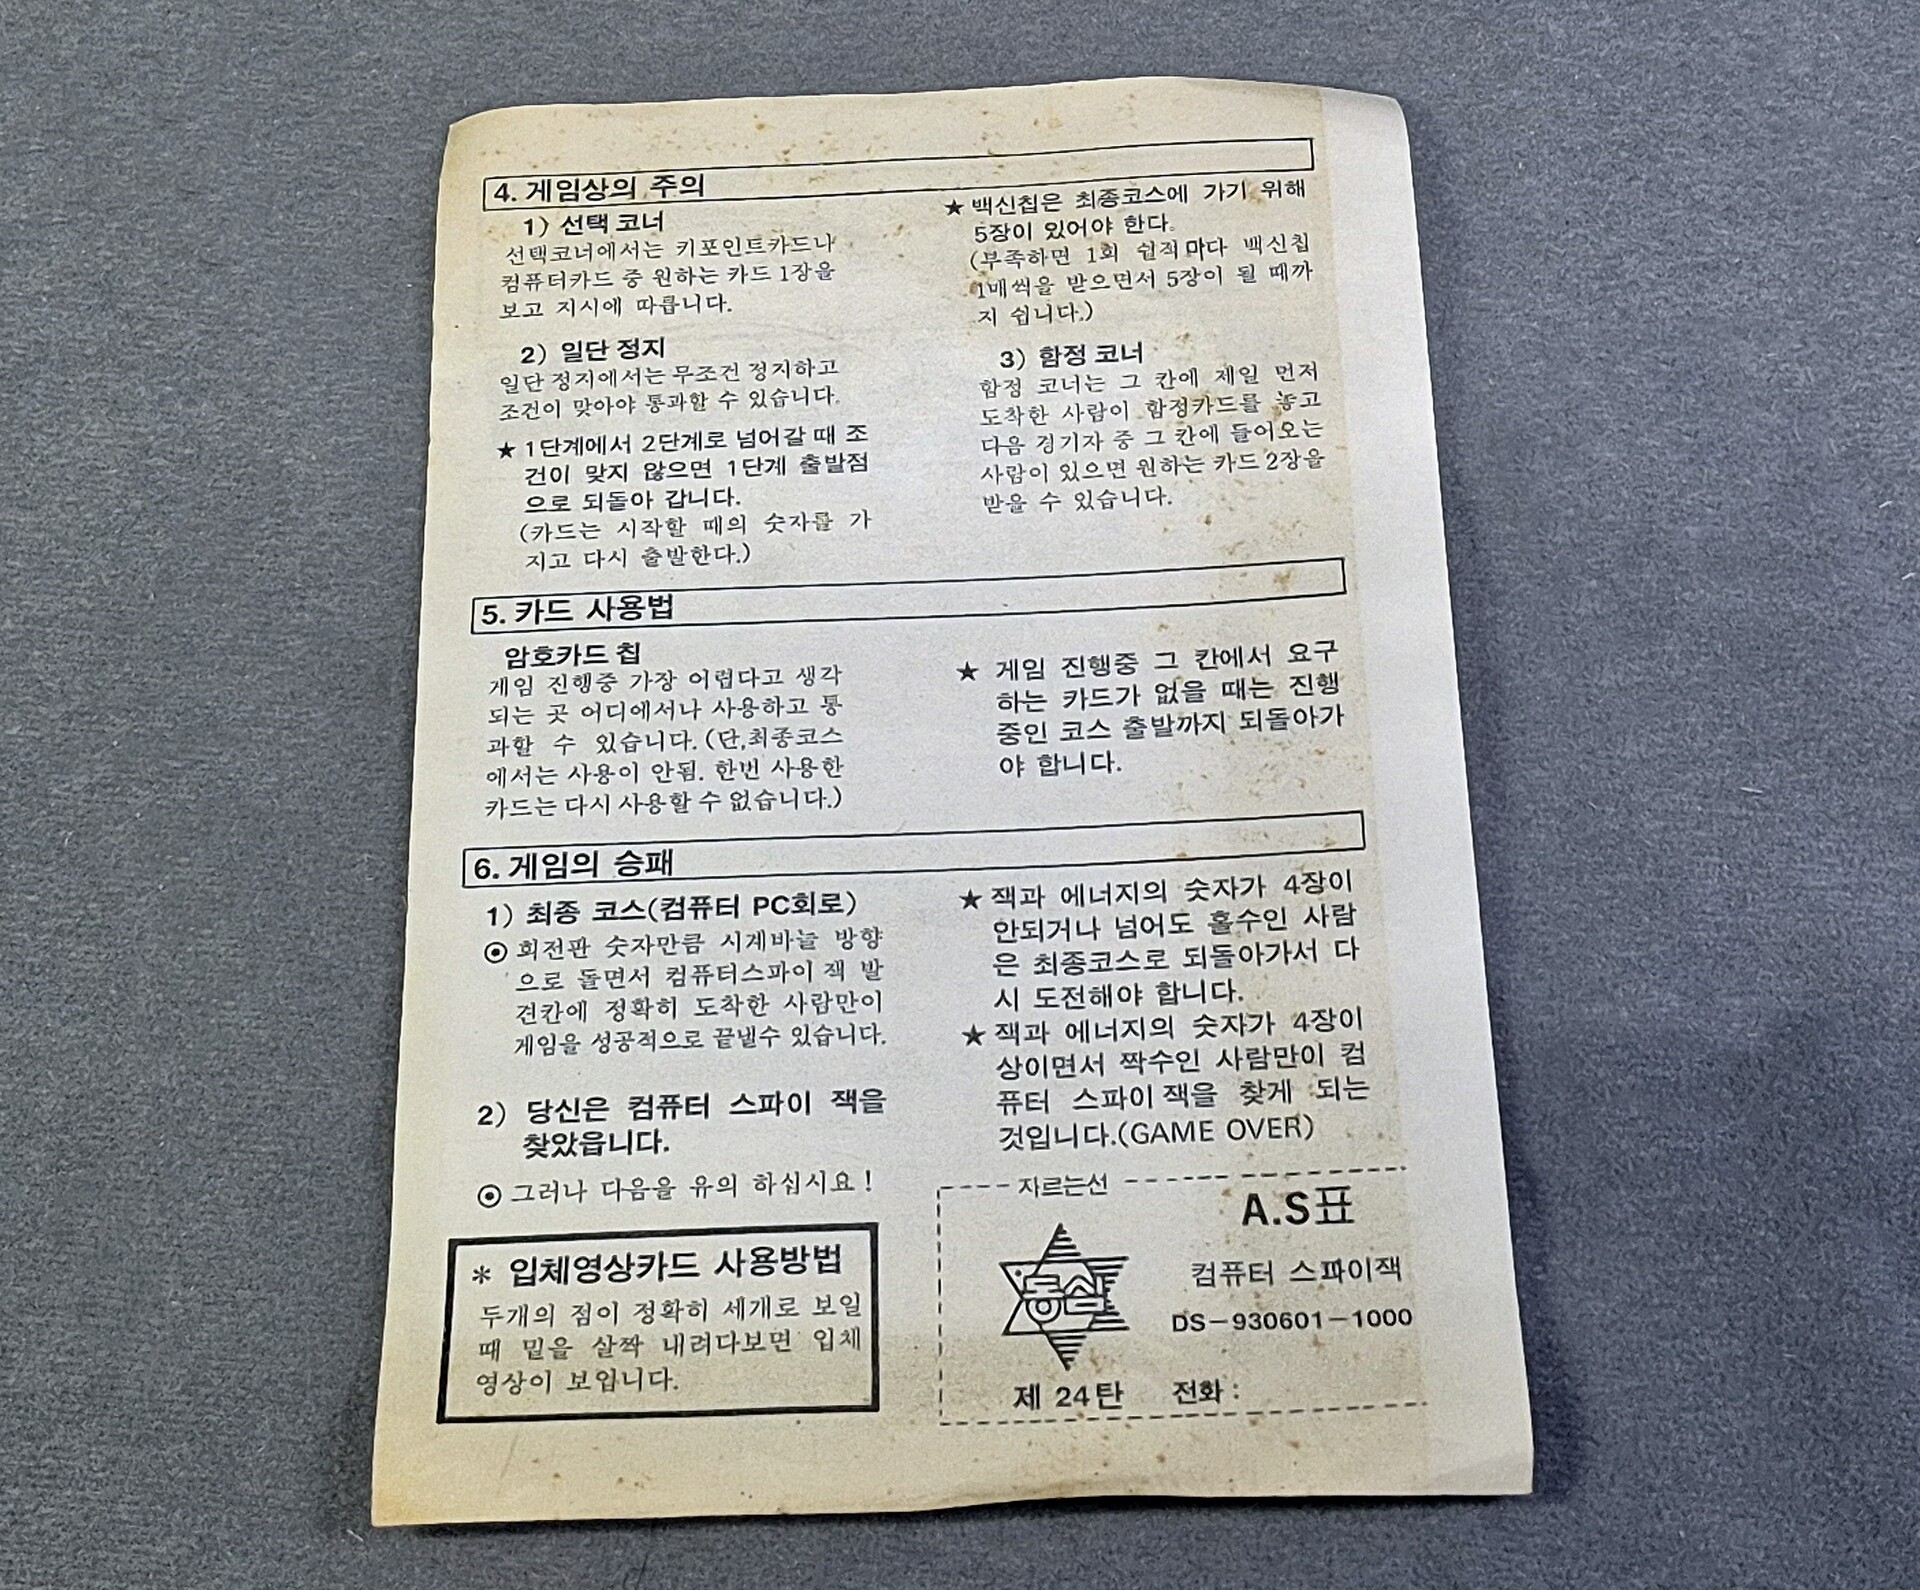 4. 게임상의 주의
1) 선택 코너
선택코너에서는 키포인트카드나
컴퓨터카드 중 원하는 카드 1장을
보고 지시에 따릅니다.
2) 일단 정지
일단 정지에서는 무조건 정지하고
조건이 맞아야 통과할 수 있습니다.
★ 1단계에서 2단계로 넘어갈 때 조
건이 맞지 않으면 1단게 출발점
으로 되돌아 갑니다.
(카드는 시작할 때의 숫자를 가
지고 다시 출발한다.)
★ 백신칩은 최종코스에 가기 위해
5장이 있어야 한다.
(부족하면 1회 쉴적마다 백신칩
1매씩을 받으면서 5장이 될 때까
지 쉽니다.)
3) 함정 코너
함정 코너는 그 칸에 제일 먼저
도착한 사람이 함정카드를 놓고
다음 경기자 중 그 칸에 들어오는
사람이 있으면 원하는 카드 2장을
받을 수 있습니다.
5. 카드 사용법
암호카드 칩
게임 진행중 가장 어렵다고 생각
되는 곳 어디에서나 사용하고 통
과할 수 있습니다. (단,최종코스
에서는 사용이 안됨. 한번 사용한
카드는 다시 사용할 수 없습니다.)
★ 게임 진행중 그 칸에서 요구
하는 카드가 없을 때는 진행
중인 코스 출발까지 되돌아가
야 합니다.
6. 게임의 승패
1) 최종 코스(컴퓨터 PC회로)
⊙ 회전판 숫자만큼 시계바늘 방향
으로 돌면서 컴퓨터스파이 잭 발
견칸에 정확히 도착한 사람만이
게임을 성공적으로 끝낼수 있습니다.
2) 당신은 컴퓨터 스파이 잭을
찾았읍니다.
⊙ 그러나 다음을 유의 하십시요!
★ 잭과 에너지의 숫자가 4장이
안되거나 넘어도 홀수인 사람
은 최종코스로 되돌아가서 다
시 도전해야 합니다.
★ 잭과 에너지의 숫자가 4장이
상이면서 짝수인 사람만이 컴
퓨터 스파이 잭을 찾게 되는
것입니다.(GAME OVER)
* 입체영상카드 사용방법
두개의 점이 정확히 세개로 보일
때 밑을 살짝 내려다보면 입체
영상이 보입니다.
자르는선
A.S표
컴퓨터 스파이잭
DS-930601-1000
제 24탄 전화 :